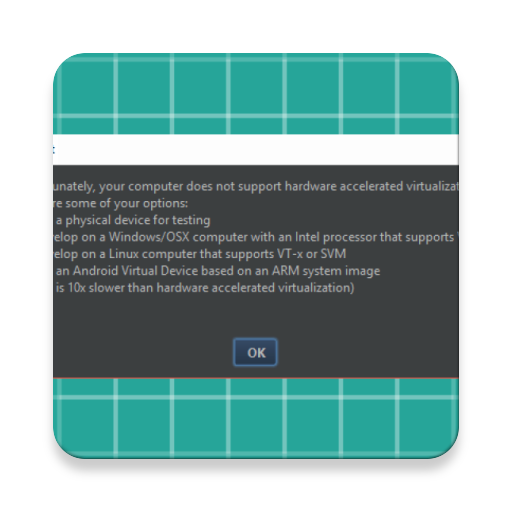 :
unately, your computer does not support hardware accelerated virtualizat
re some of your options:
a physical device for testing
elop on a Windows/OSX computer with an Intel processor that supports
elop on a Linux computer that supports VT-x or SVM
an Android Virtual Device based on an ARM system image
is 10x slower than hardware accelerated virtualization)
OK